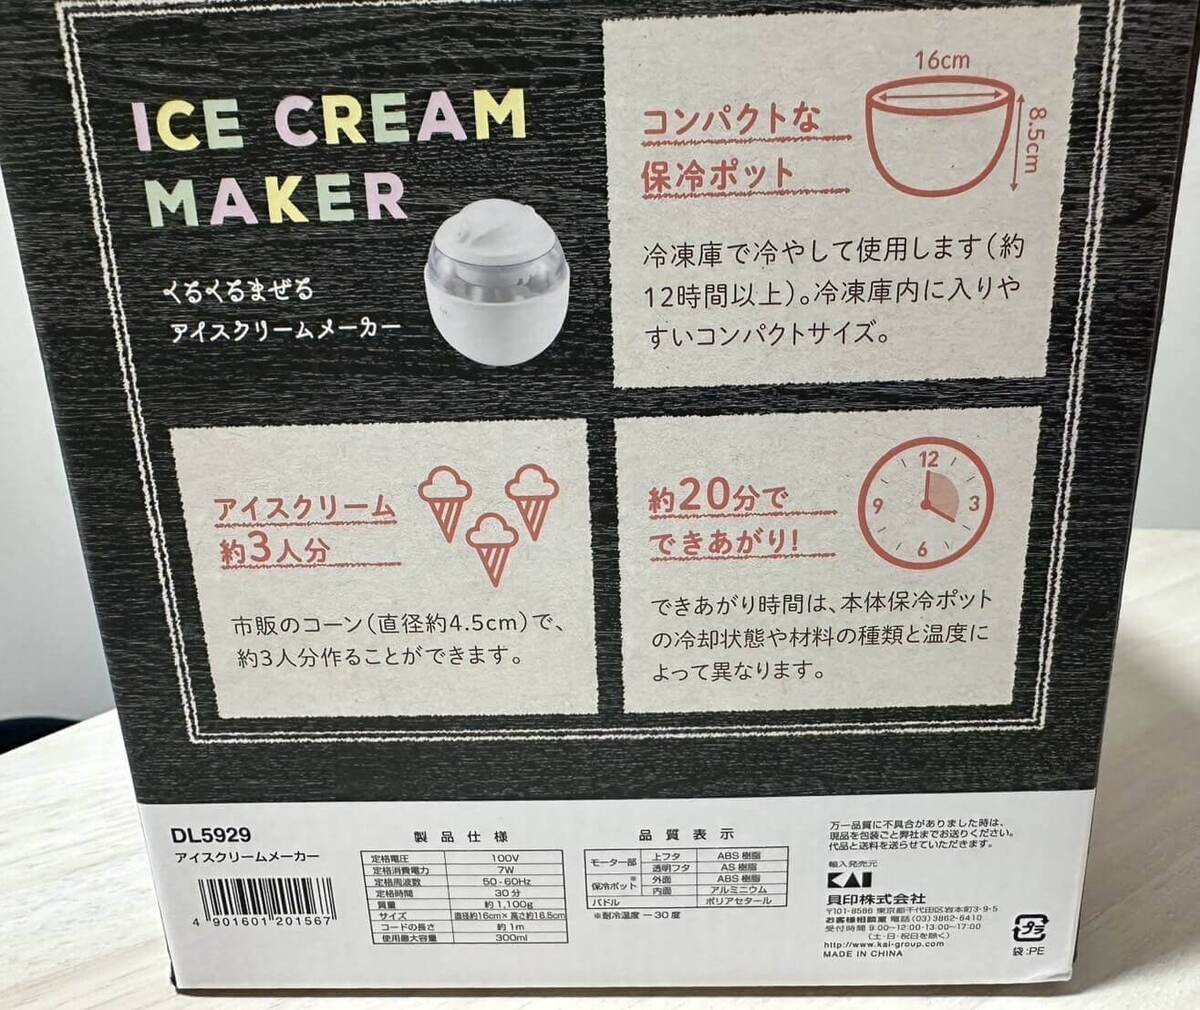 ICE CREAM
MAKER
くるくるまぜる
アイスクリームメーカー
コンパクトな
保冷ポット
16cm
8.5cm
冷凍庫で冷やして使用します（約
12時間以上）。冷凍庫内に入りや
すいコンパクトサイズ。
アイスクリーム
約3人分
市販のコーン（直径約4.5cm）で、
約3人分作ることができます。
約20分で
できあがり!
12
3
6
9
できあがり時間は、本体保冷ポット
の冷却状態や材料の種類と温度に
よって異なります。
DL5929
アイスクリームメーカー
4 901601 201567
製品仕様
定格電圧 100V
定格消費電力 7W
定格周波数 50-60Hz
定格時間 30分
質量 約1,100g
サイズ 直径約16cm×高さ約16.5cm
コードの長さ 約1m
使用最大容量 300ml
品質表示
モーター部 上フタ ABS樹脂
透明フタ AS樹脂
保冷ポット※ 外面 ABS樹脂
内面 アルミニウム
パドル ポリアセタール
※耐冷温度 −30度
万一品質に不具合がありました時は、
現品を包装ごと弊社までお送りください。
代品と送料を送らせていただきます。
輸入発売元
KAI
貝印株式会社
〒101-8586 東京都千代田区岩本町3-9-5
お客様相談室 電話(03)3862-6410
受付時間 9:00~12:00・13:00~17:00
(土・日・祝日を除く)
http://www.kai-group.com
MADE IN CHINA
プラ
袋:PE